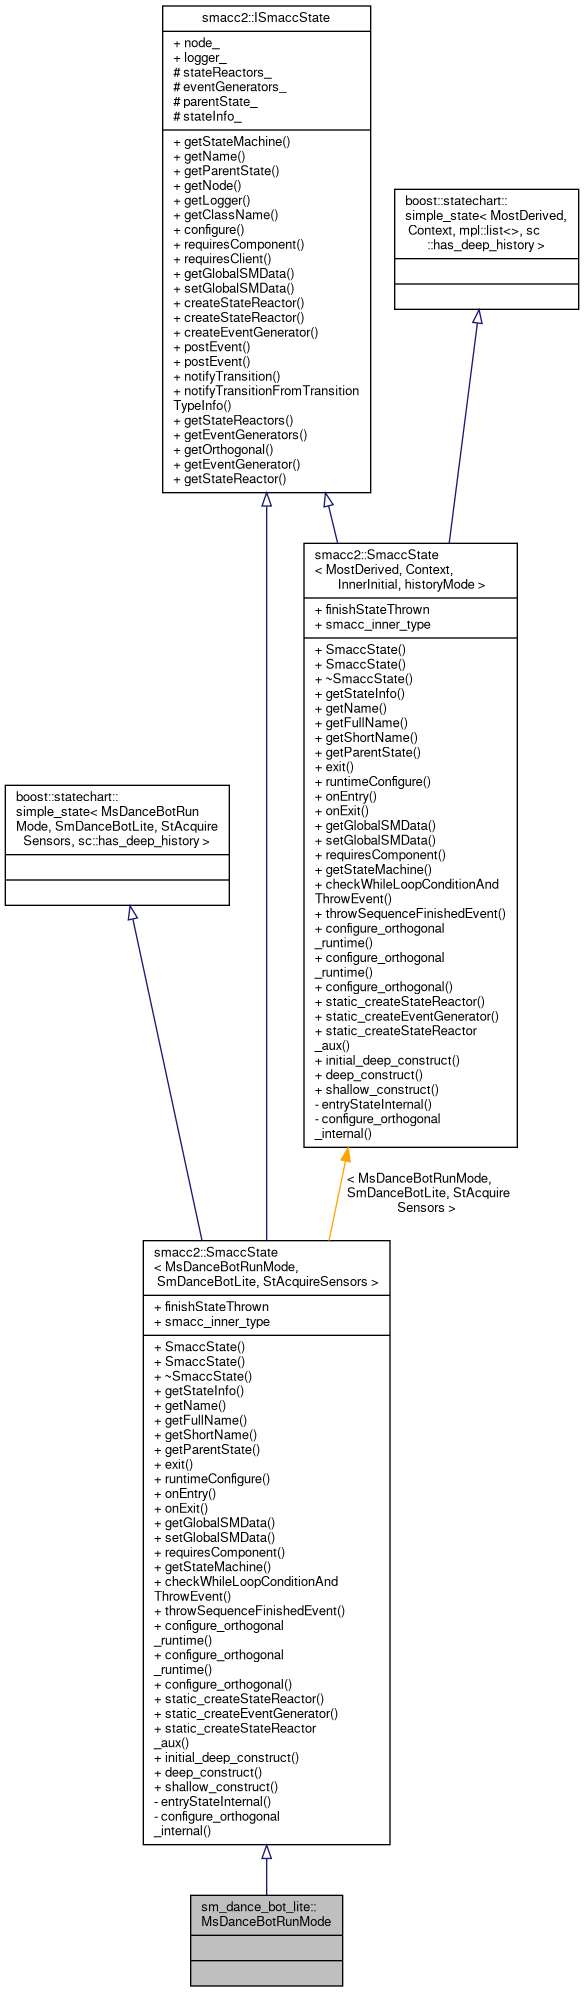 smacc2::ISmaccState
+ node_
+ logger_
# stateReactors_
# eventGenerators_
# parentState_
# stateInfo_
+ getStateMachine()
+ getName()
+ getParentState()
+ getNode()
+ getLogger()
+ getClassName()
+ configure()
+ requiresComponent()
+ requiresClient()
+ getGlobalSMData()
+ setGlobalSMData()
+ createStateReactor()
+ createStateReactor()
+ createEventGenerator()
+ postEvent()
+ postEvent()
+ notifyTransition()
+ notifyTransitionFromTransition
TypeInfo()
+ getStateReactors()
+ getEventGenerators()
+ getOrthogonal()
+ getEventGenerator()
+ getStateReactor()
boost::statechart::
simple_state< MostDerived,
Context, mpl::list<>, sc
::has_deep_history >
smacc2::SmaccState
< MostDerived, Context,
InnerInitial, historyMode >
+ finishStateThrown
+ smacc_inner_type
+ SmaccState()
+ SmaccState()
+ ~SmaccState()
+ getStateInfo()
+ getName()
+ getFullName()
+ getShortName()
+ getParentState()
+ exit()
+ runtimeConfigure()
+ onEntry()
+ onExit()
+ getGlobalSMData()
+ setGlobalSMData()
+ requiresComponent()
+ getStateMachine()
+ checkWhileLoopConditionAnd
ThrowEvent()
+ throwSequenceFinishedEvent()
+ configure_orthogonal
_runtime()
+ configure_orthogonal
_runtime()
+ configure_orthogonal()
+ static_createStateReactor()
+ static_createEventGenerator()
+ static_createStateReactor
_aux()
+ initial_deep_construct()
+ deep_construct()
+ shallow_construct()
- entryStateInternal()
- configure_orthogonal
_internal()
boost::statechart::
simple_state< MsDanceBotRun
Mode, SmDanceBotLite, StAcquire
Sensors, sc::has_deep_history >
< MsDanceBotRunMode,
SmDanceBotLite, StAcquire
Sensors >
smacc2::SmaccState
< MsDanceBotRunMode,
SmDanceBotLite, StAcquireSensors >
+ finishStateThrown
+ smacc_inner_type
+ SmaccState()
+ SmaccState()
+ ~SmaccState()
+ getStateInfo()
+ getName()
+ getFullName()
+ getShortName()
+ getParentState()
+ exit()
+ runtimeConfigure()
+ onEntry()
+ onExit()
+ getGlobalSMData()
+ setGlobalSMData()
+ requiresComponent()
+ getStateMachine()
+ checkWhileLoopConditionAnd
ThrowEvent()
+ throwSequenceFinishedEvent()
+ configure_orthogonal
_runtime()
+ configure_orthogonal
_runtime()
+ configure_orthogonal()
+ static_createStateReactor()
+ static_createEventGenerator()
+ static_createStateReactor
_aux()
+ initial_deep_construct()
+ deep_construct()
+ shallow_construct()
- entryStateInternal()
- configure_orthogonal
_internal()
sm_dance_bot_lite::
MsDanceBotRunMode